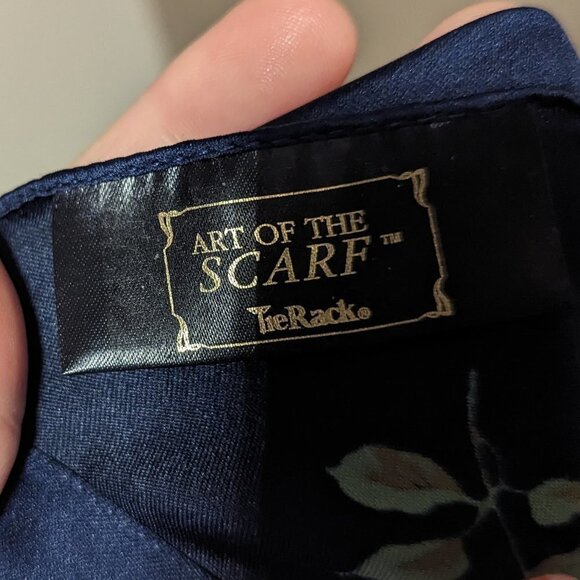 ART OF THE
SCARF™
TieRack®